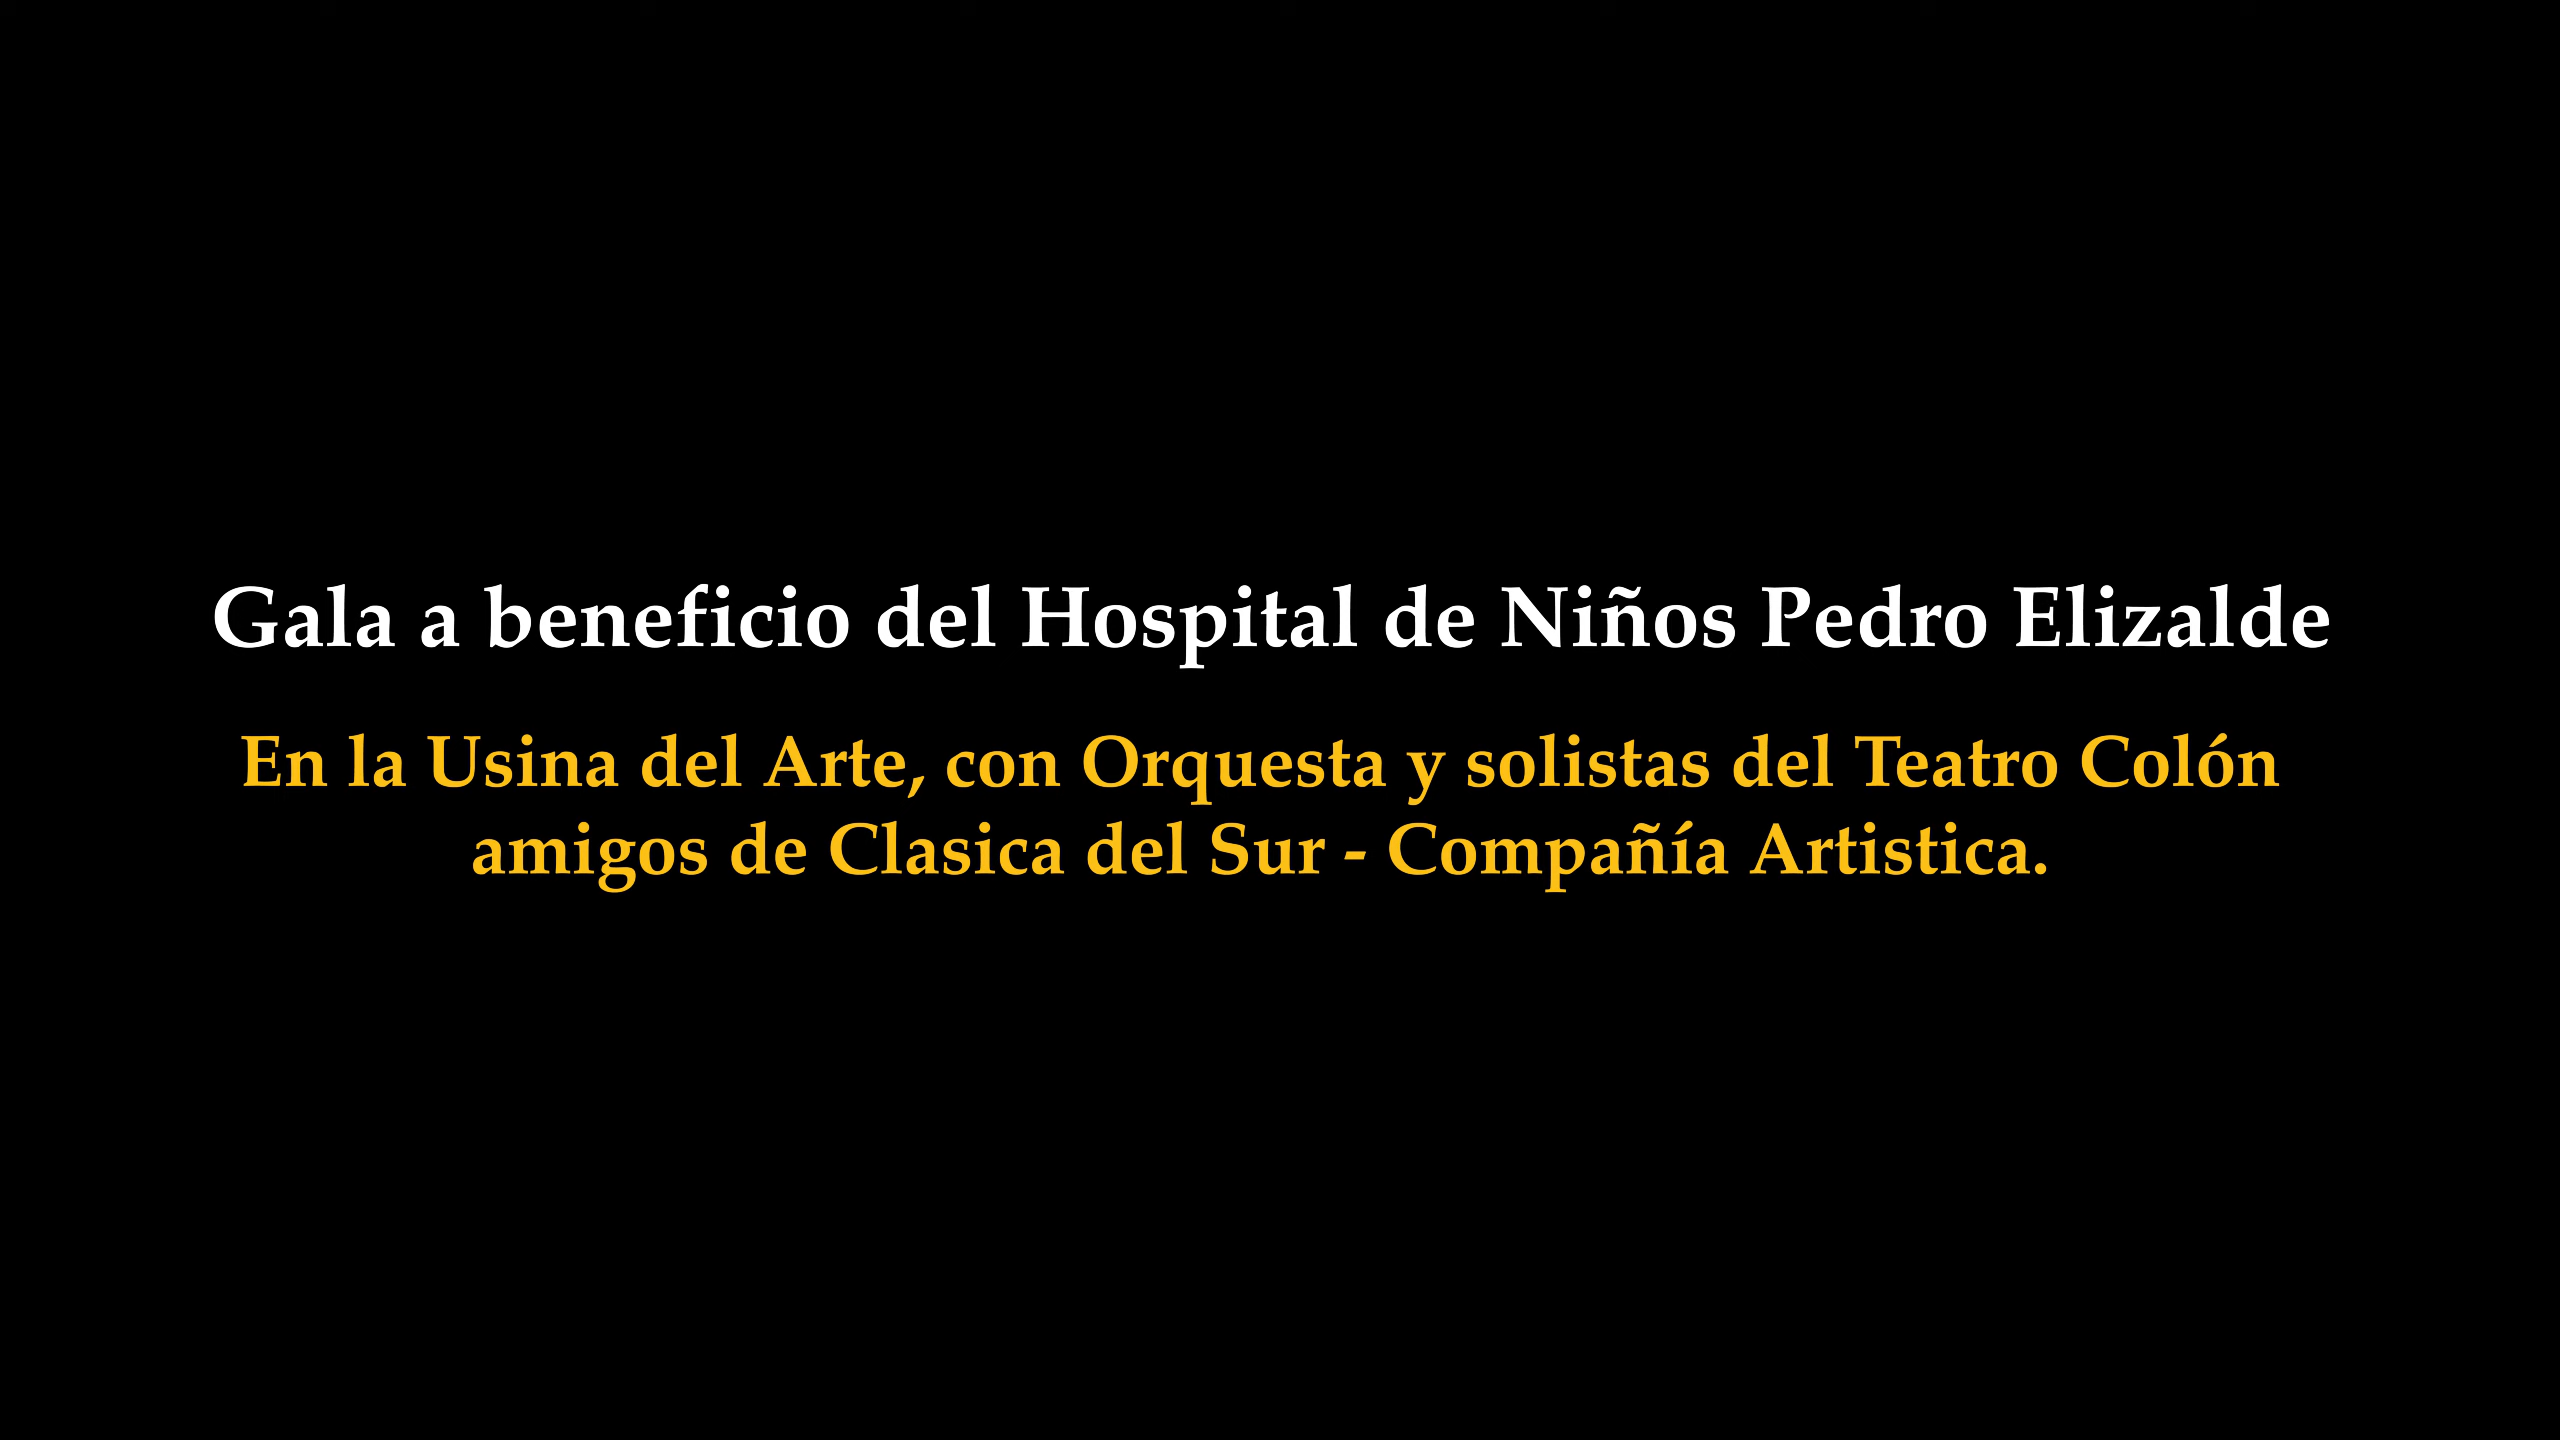 Gala a beneficio del Hospital de Niños Pedro Elizalde
En la Usina del Arte, con Orquesta y solistas del Teatro Colón
amigos de Clasica del Sur - Compañía Artistica.